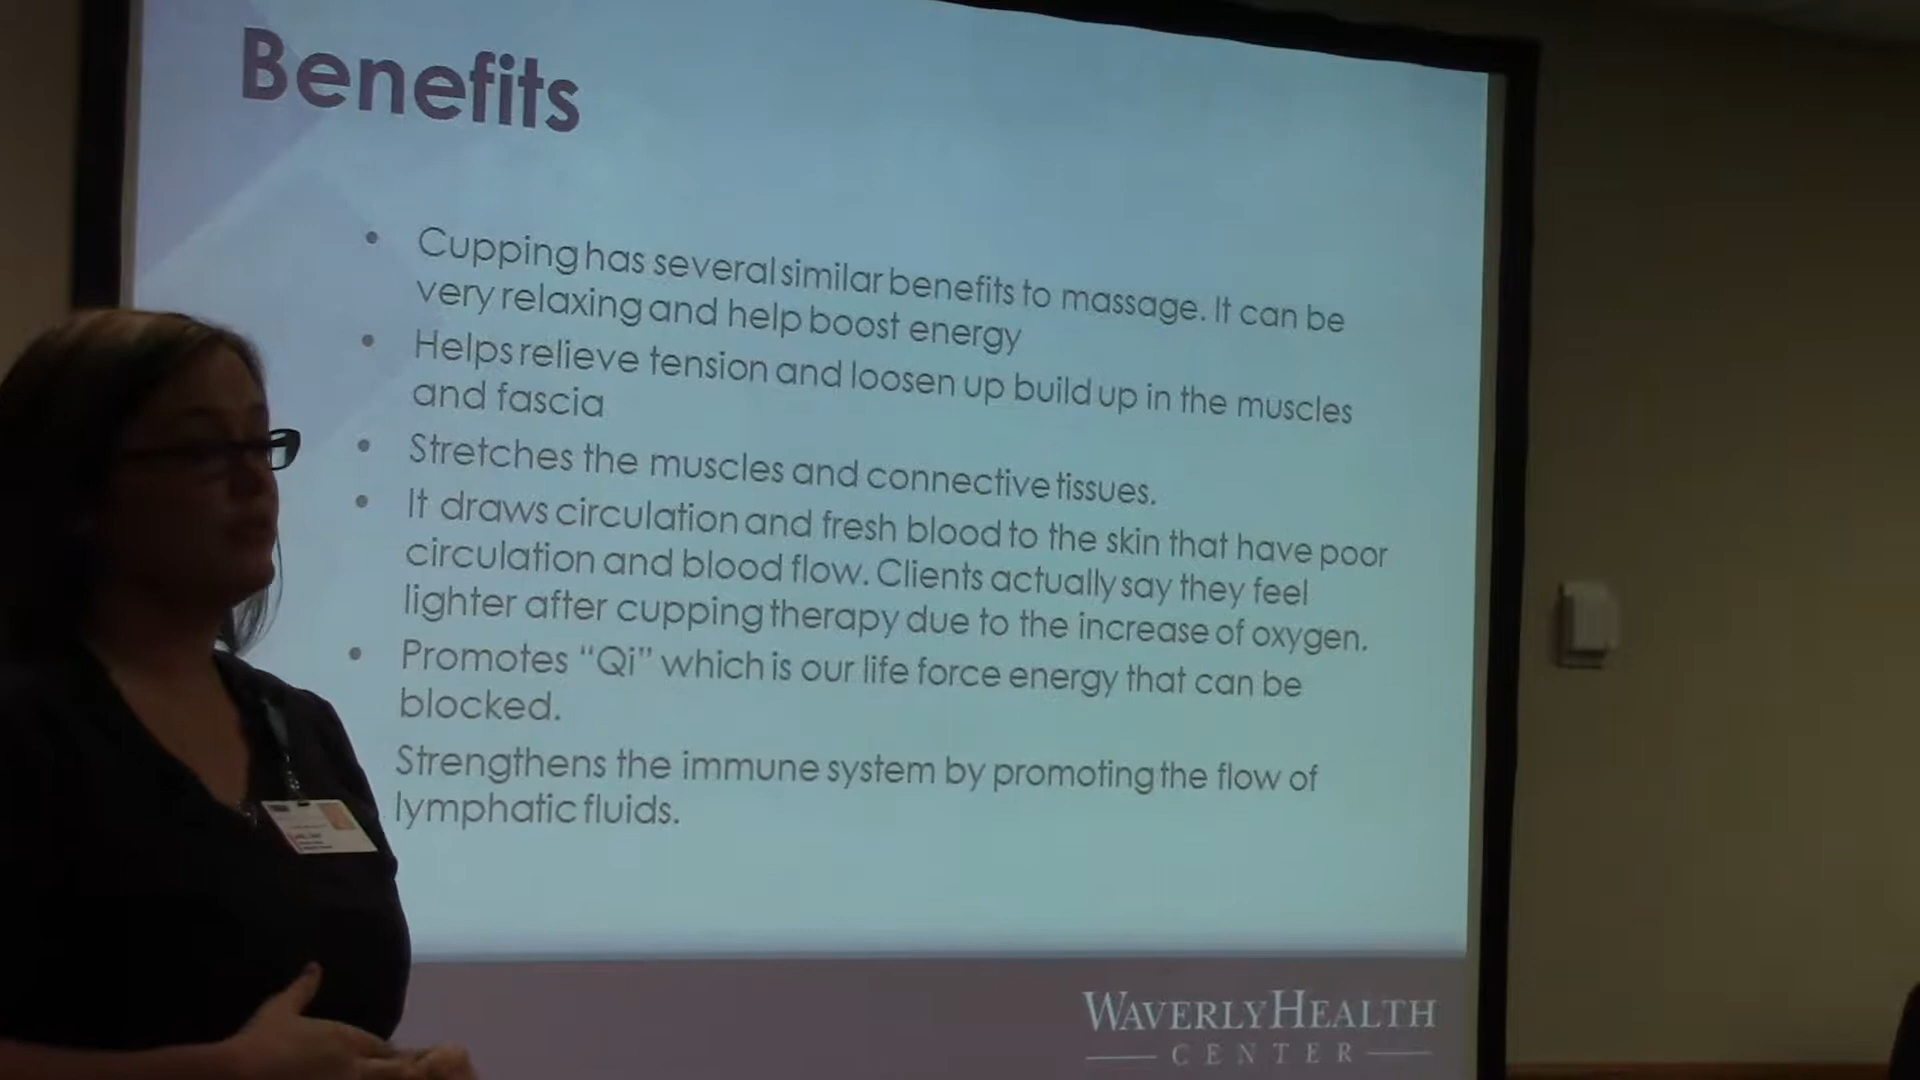 Benefits
• Cupping has several similar benefits to massage. It can be
very relaxing and help boost energy
• Helps relieve tension and loosen up build up in the muscles
and fascia
• Stretches the muscles and connective tissues.
• It draws circulation and fresh blood to the skin that have poor
circulation and blood flow. Clients actually say they feel
lighter after cupping therapy due to the increase of oxygen.
• Promotes “Qi” which is our life force energy that can be
blocked.
Strengthens the immune system by promoting the flow of
lymphatic fluids.
WAVERLYHEALTH
CENTER